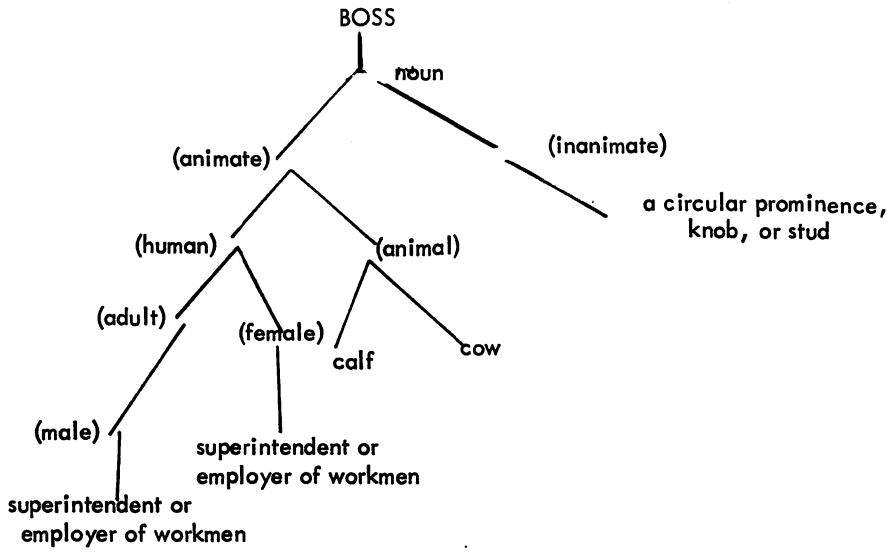 BOSS
noun
(animate)
(inanimate)
a circular prominence,
knob, or stud
(human)
(animal)
(adult)
(female)
calf
cow
(male)
superintendent or
employer of workmen
superintendent or
employer of workmen